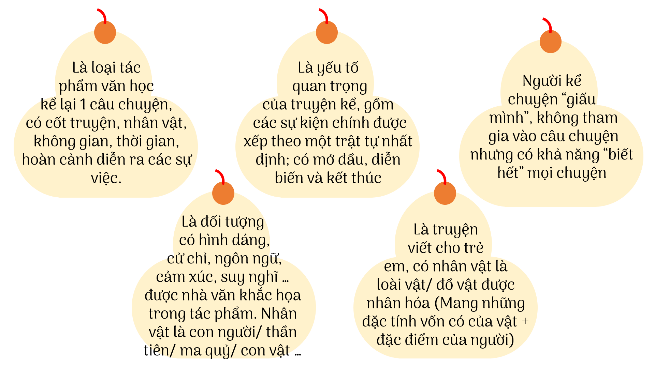 Là loại tác
phẩm văn học
kể lại 1 câu chuyện,
có cốt truyện, nhân vật,
không gian, thời gian,
hoàn cảnh diễn ra các sự
việc.
Là yếu tố
quan trọng
của truyện kể, gồm
các sự kiện chính được
xếp theo một trật tự nhất
định; có mở đầu, diễn
biến và kết thúc
Người kể
chuyện “giấu
mình”, không tham
gia vào câu chuyện
nhưng có khả năng “biết
hết” mọi chuyện
Là đối tượng
có hình dáng,
cử chỉ, ngôn ngữ,
cảm xúc, suy nghĩ ...
được nhà văn khắc họa
trong tác phẩm. Nhân
vật là con người/ thần
tiên/ ma quỷ/ con vật ...
Là truyện
viết cho trẻ
em, có nhân vật là
loài vật/ đồ vật được
nhân hóa (Mang những
đặc tính vốn có của vật +
đặc điểm của người)